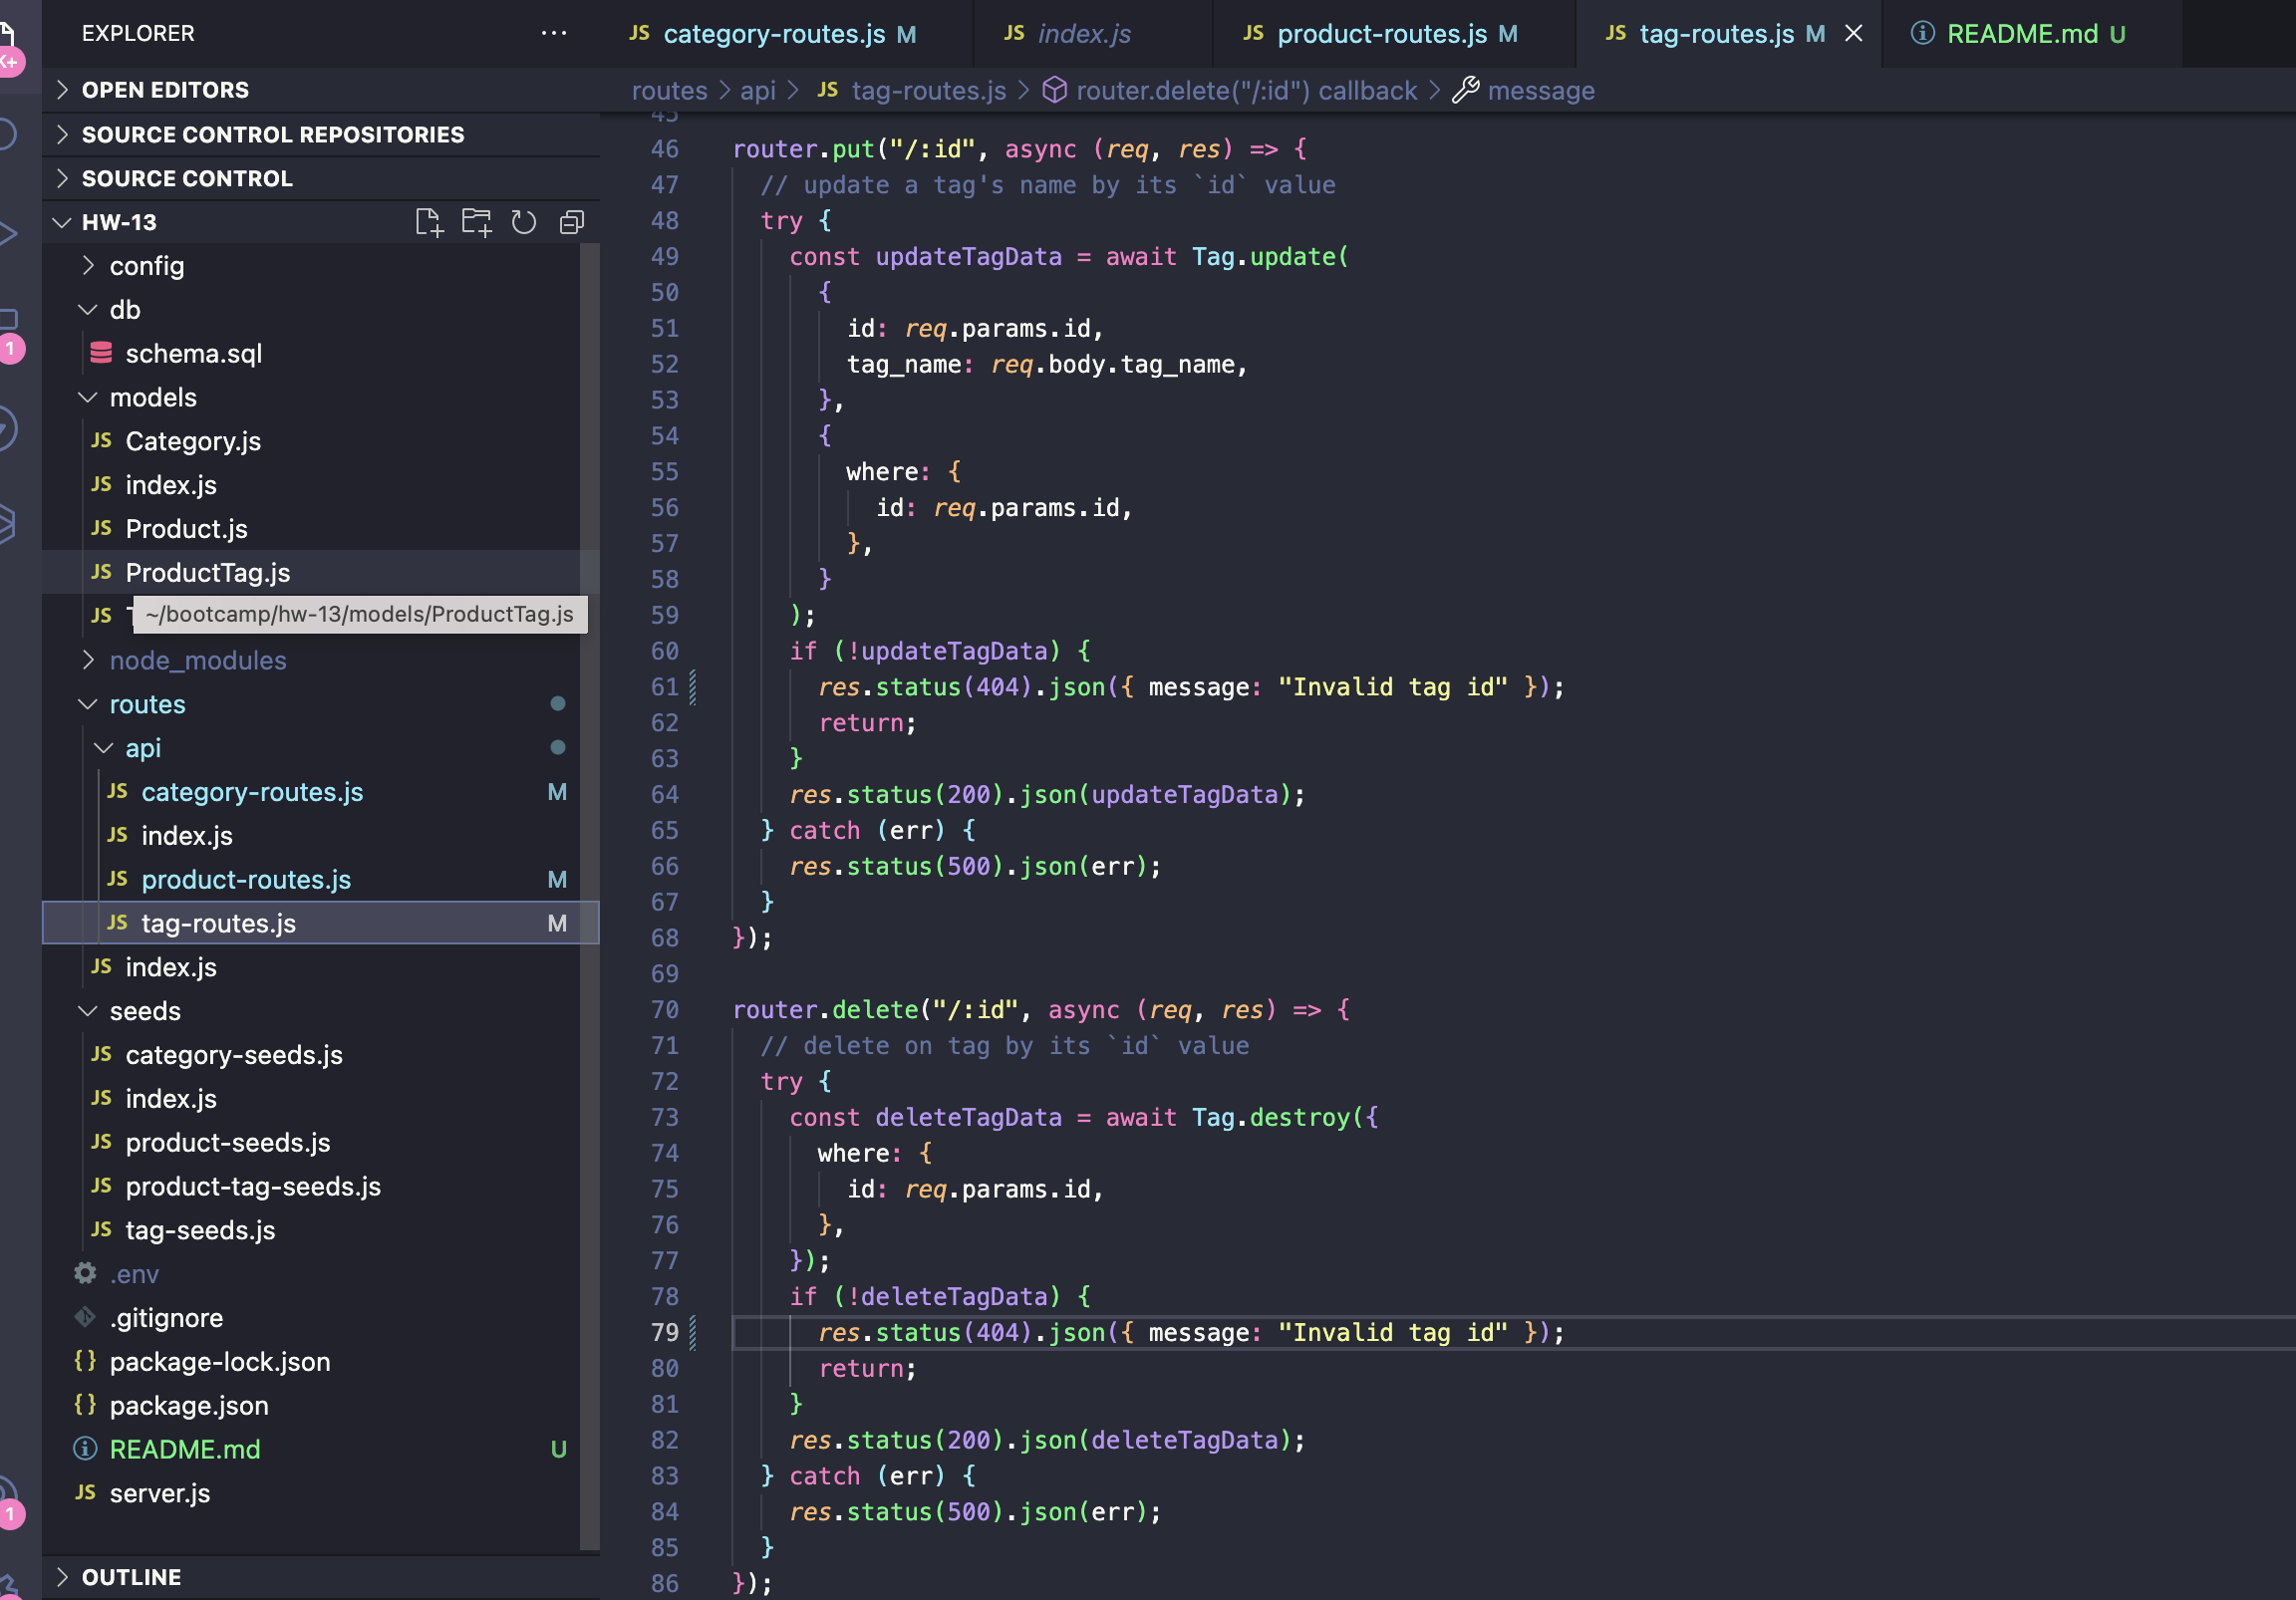 EXPLORER ...
OPEN EDITORS
SOURCE CONTROL REPOSITORIES
SOURCE CONTROL
HW-13
config
db
schema.sql
models
JS Category.js
JS index.js
JS Product.js
JS ProductTag.js
JS
~/bootcamp/hw-13/models/ProductTag.js
node_modules
routes
api
JS category-routes.js M
JS index.js
JS product-routes.js M
JS tag-routes.js M
JS index.js
seeds
JS category-seeds.js
JS index.js
JS product-seeds.js
JS product-tag-seeds.js
JS tag-seeds.js
.env
.gitignore
{} package-lock.json
{} package.json
README.md U
JS server.js
OUTLINE
K+
1
1
JS category-routes.js M JS index.js JS product-routes.js M JS tag-routes.js M README.md U
routes > api > JS tag-routes.js > router.delete("/:id") callback > message
45
46 router.put("/:id", async (req, res) => {
47 // update a tag's name by its `id` value
48 try {
49 const updateTagData = await Tag.update(
50 {
51 id: req.params.id,
52 tag_name: req.body.tag_name,
53 },
54 {
55 where: {
56 id: req.params.id,
57 },
58 }
59 );
60 if (!updateTagData) {
61 res.status(404).json({ message: "Invalid tag id" });
62 return;
63 }
64 res.status(200).json(updateTagData);
65 } catch (err) {
66 res.status(500).json(err);
67 }
68 });
69
70 router.delete("/:id", async (req, res) => {
71 // delete on tag by its `id` value
72 try {
73 const deleteTagData = await Tag.destroy({
74 where: {
75 id: req.params.id,
76 },
77 });
78 if (!deleteTagData) {
79 res.status(404).json({ message: "Invalid tag id" });
80 return;
81 }
82 res.status(200).json(deleteTagData);
83 } catch (err) {
84 res.status(500).json(err);
85 }
86 });